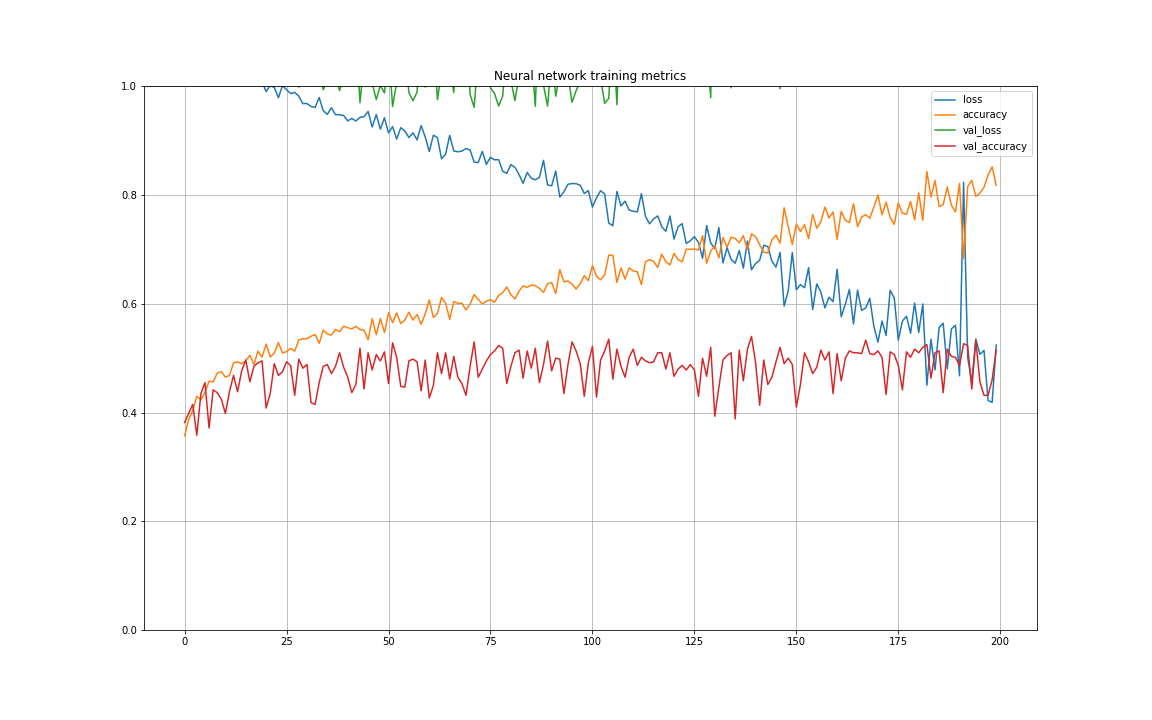 Neural network training metrics
1.0
0.8
0.6
0.4
0.2
0.0
loss
accuracy
val_loss
val_accuracy
0 25 50 75 100 125 150 175 200